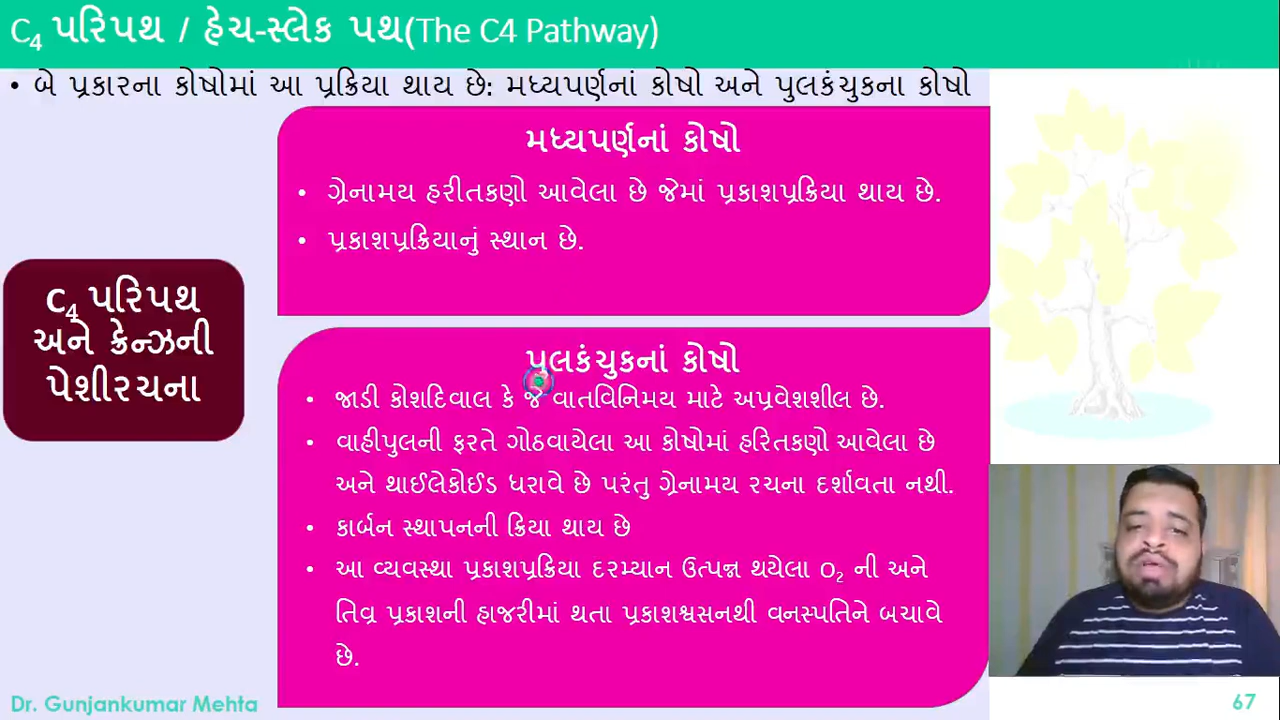 C4 પરિપથ / હેચ-સ્લેક પથ(The C4 Pathway)
• બે પ્રકારના કોષોમાં આ પ્રક્રિયા થાય છે: મધ્યપર્ણનાં કોષો અને પુલકંચુકના કોષો
મધ્યપર્ણનાં કોષો
• ગ્રેનામય હરીતકણો આવેલા છે જેમાં પ્રકાશપ્રક્રિયા થાય છે.
• પ્રકાશપ્રક્રિયાનું સ્થાન છે.
C4 પરિપથ
અને ક્રેન્ઝની
પેશીરચના
પુલકંચુકનાં કોષો
• જાડી કોશદિવાલ કે જે વાતવિનિમય માટે અપ્રવેશશીલ છે.
• વાહીપુલની ફરતે ગોઠવાયેલા આ કોષોમાં હરિતકણો આવેલા છે
અને થાઈલેકોઈડ ધરાવે છે પરંતુ ગ્રેનામય રચના દર્શાવતા નથી.
• કાર્બન સ્થાપનની ક્રિયા થાય છે
• આ વ્યવસ્થા પ્રકાશપ્રક્રિયા દરમ્યાન ઉત્પન્ન થયેલા O2 ની અને
તિવ્ર પ્રકાશની હાજરીમાં થતા પ્રકાશશ્વસનથી વનસ્પતિને બચાવે
છે.
Dr. Gunjankumar Mehta
67